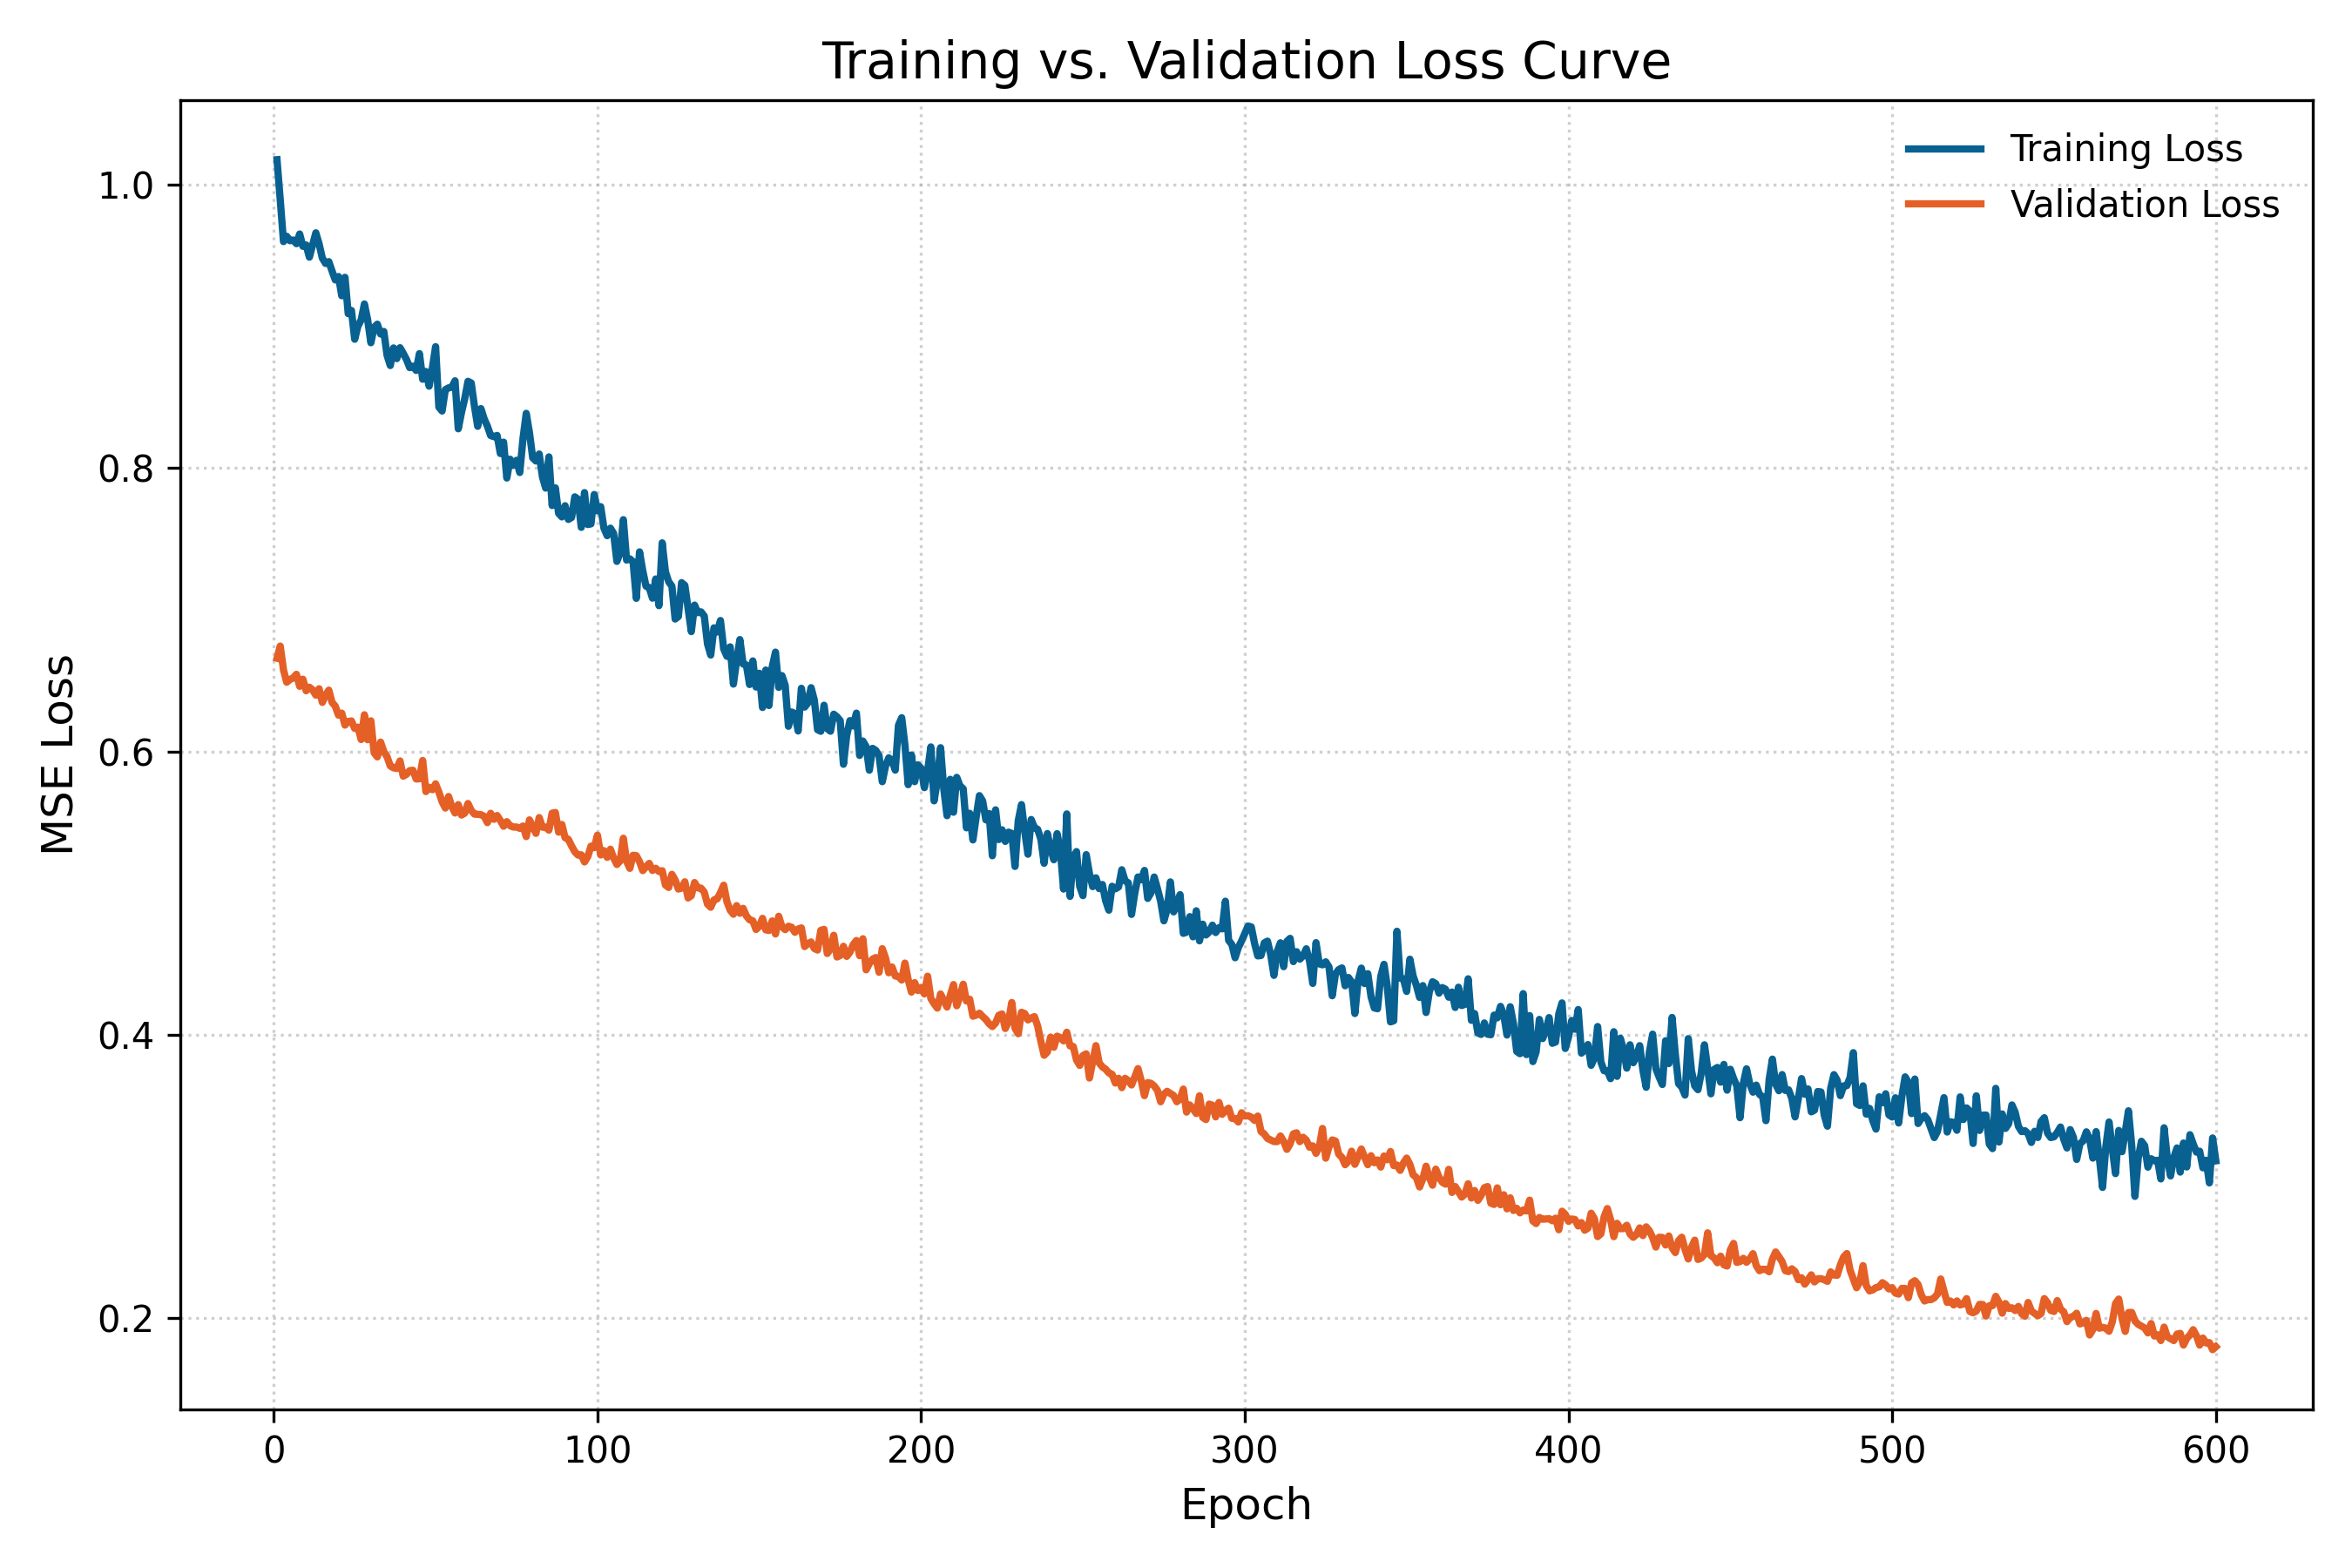 Training vs. Validation Loss Curve
Training Loss
Validation Loss
MSE Loss
1.0
0.8
0.6
0.4
0.2
0 100 200 300 400 500 600
Epoch